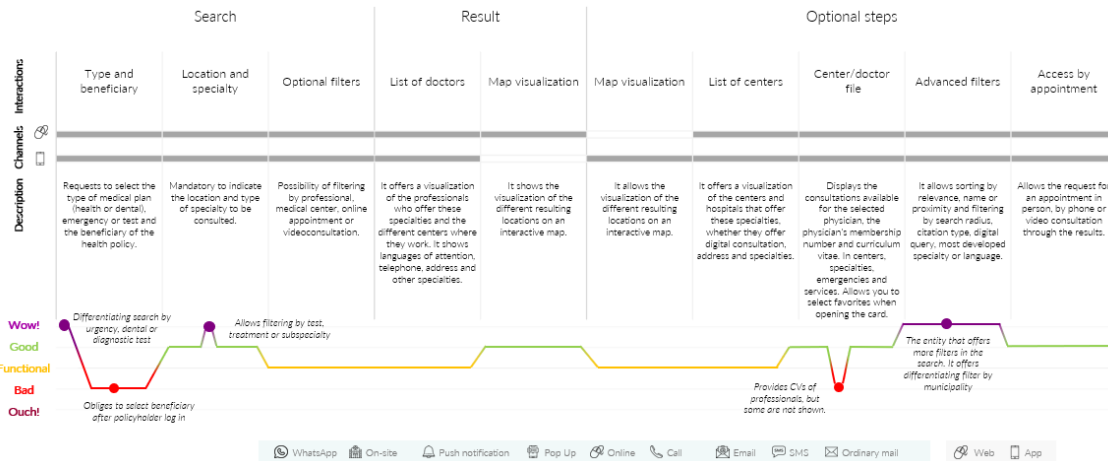 Search
Result
Optional steps
Interactions
Type and
beneficiary
Location and
specialty
Optional filters
List of doctors
Map visualization
Map visualization
List of centers
Center/doctor
file
Advanced filters
Access by
appointment
Channels
Description
Requests to select the
type of medical plan
(health or dental),
emergency or test and
the beneficiary of the
health policy.
Mandatory to indicate
the location and type of
specialty to be
consulted.
Possibility of filtering
by professional,
medical center, online
appointment or
videoconsultation.
It offers a visualization
of the professionals
who offer these
specialties and the
different centers where
they work. It shows
languages of attention,
telephone, address and
other specialties.
It shows the
visualization of the
different resulting
locations on an
interactive map.
It allows the
visualization of the
different resulting
locations on an
interactive map.
It offers a visualization
of the centers and
hospitals that offer
these specialties,
whether they offer
digital consultation,
address and specialties.
Displays the
consultations available
for the selected
physician, the
physician's membership
number and curriculum
vitae. In centers,
specialties,
emergencies and
services. Allows you to
select favorites when
opening the card.
It allows sorting by
relevance, name or
proximity and filtering
by search radius,
citation type, digital
query, most developed
specialty or language.
Allows the request for
an appointment in
person, by phone or
video consultation
through the results.
Wow!
Good
Functional
Bad
Ouch!
Differentiating search by
urgency, dental or
diagnostic test
Obliges to select beneficiary
after policyholder log in
Allows filtering by test,
treatment or subspecialty
Provides CVs of
professionals, but
some are not shown.
The entity that offers
more filters in the
search. It offers
differentiating filter by
municipality
WhatsApp
On-site
Push notification
Pop Up
Online
Call
Email
SMS
Ordinary mail
Web
App